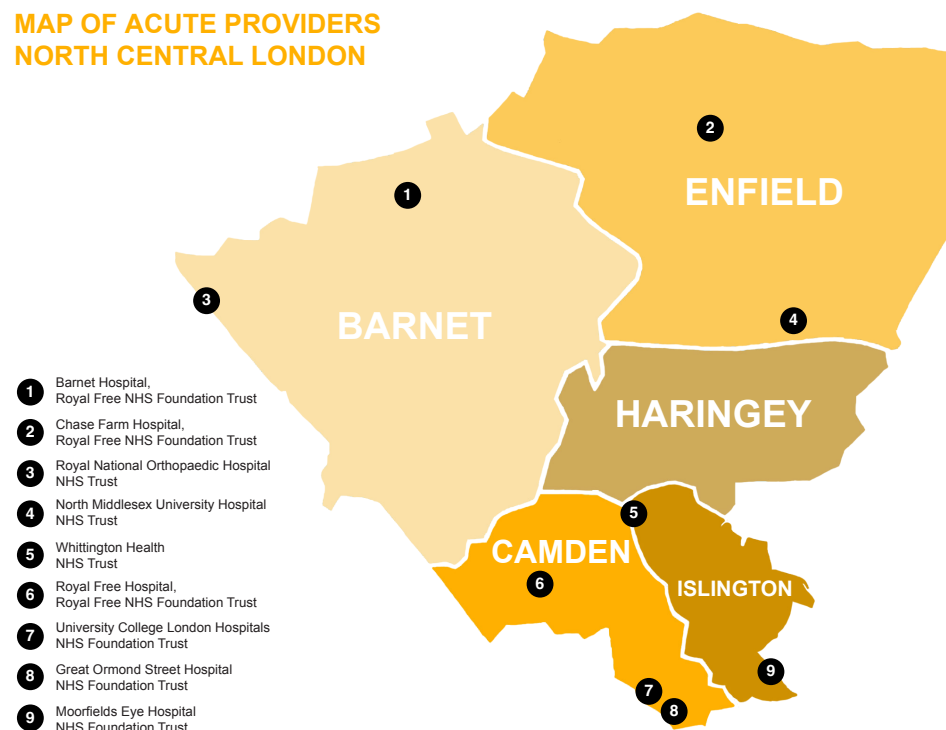 MAP OF ACUTE PROVIDERS
NORTH CENTRAL LONDON
2
ENFIELD
1
3
BARNET
4
HARINGEY
5
CAMDEN
6
ISLINGTON
9
7
8
1 Barnet Hospital,
Royal Free NHS Foundation Trust
2 Chase Farm Hospital,
Royal Free NHS Foundation Trust
3 Royal National Orthopaedic Hospital
NHS Trust
4 North Middlesex University Hospital
NHS Trust
5 Whittington Health
NHS Trust
6 Royal Free Hospital,
Royal Free NHS Foundation Trust
7 University College London Hospitals
NHS Foundation Trust
8 Great Ormond Street Hospital
NHS Foundation Trust
9 Moorfields Eye Hospital
NHS Foundation Trust